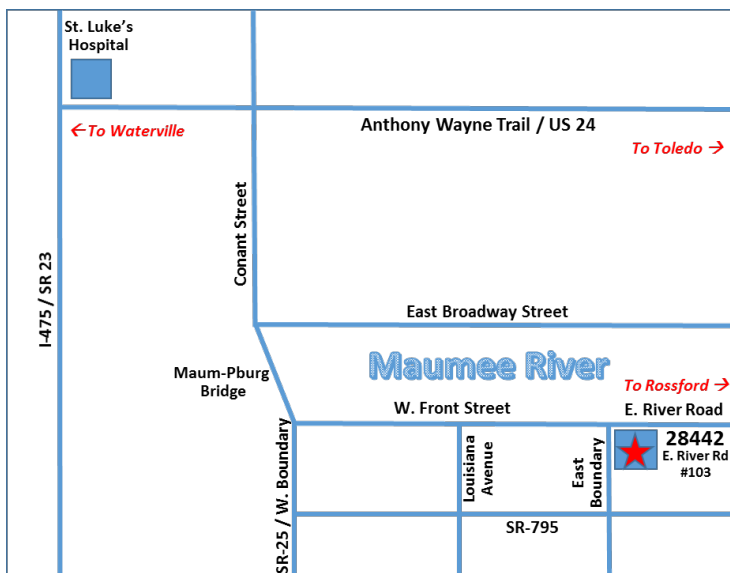 St. Luke's
Hospital
←To Waterville
Anthony Wayne Trail / US 24
To Toledo →
Conant Street
I-475 / SR 23
East Broadway Street
Maum-Pburg
Bridge
Maumee River
To Rossford →
W. Front Street
E. River Road
28442
E. River Rd
#103
SR-25 / W. Boundary
Louisiana
Avenue
East
Boundary
SR-795